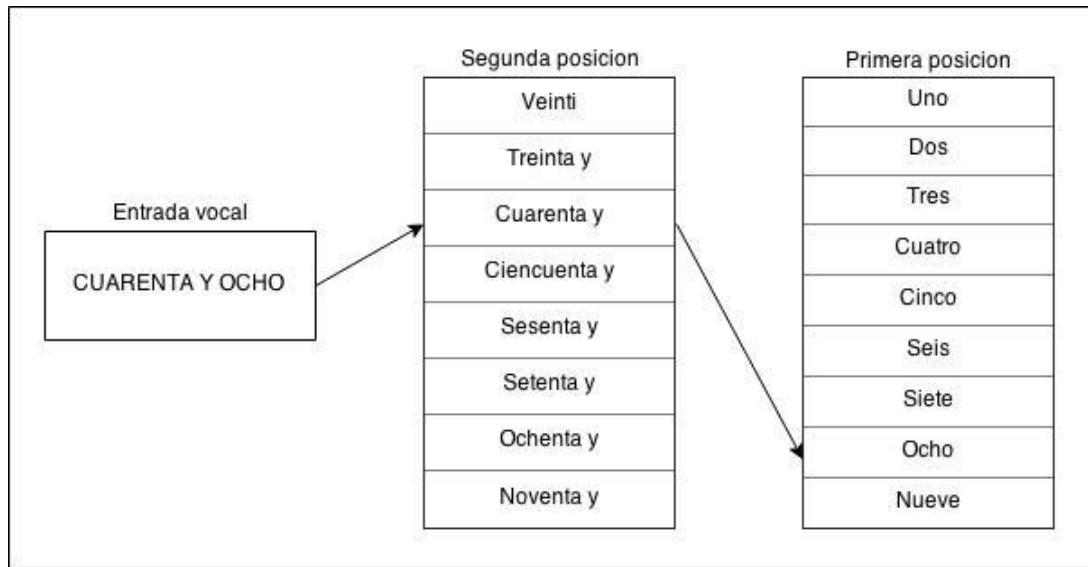 Entrada vocal
CUARENTA Y OCHO
Segunda posicion
Veinti
Treinta y
Cuarenta y
Ciencuenta y
Sesenta y
Setenta y
Ochenta y
Noventa y
Primera posicion
Uno
Dos
Tres
Cuatro
Cinco
Seis
Siete
Ocho
Nueve